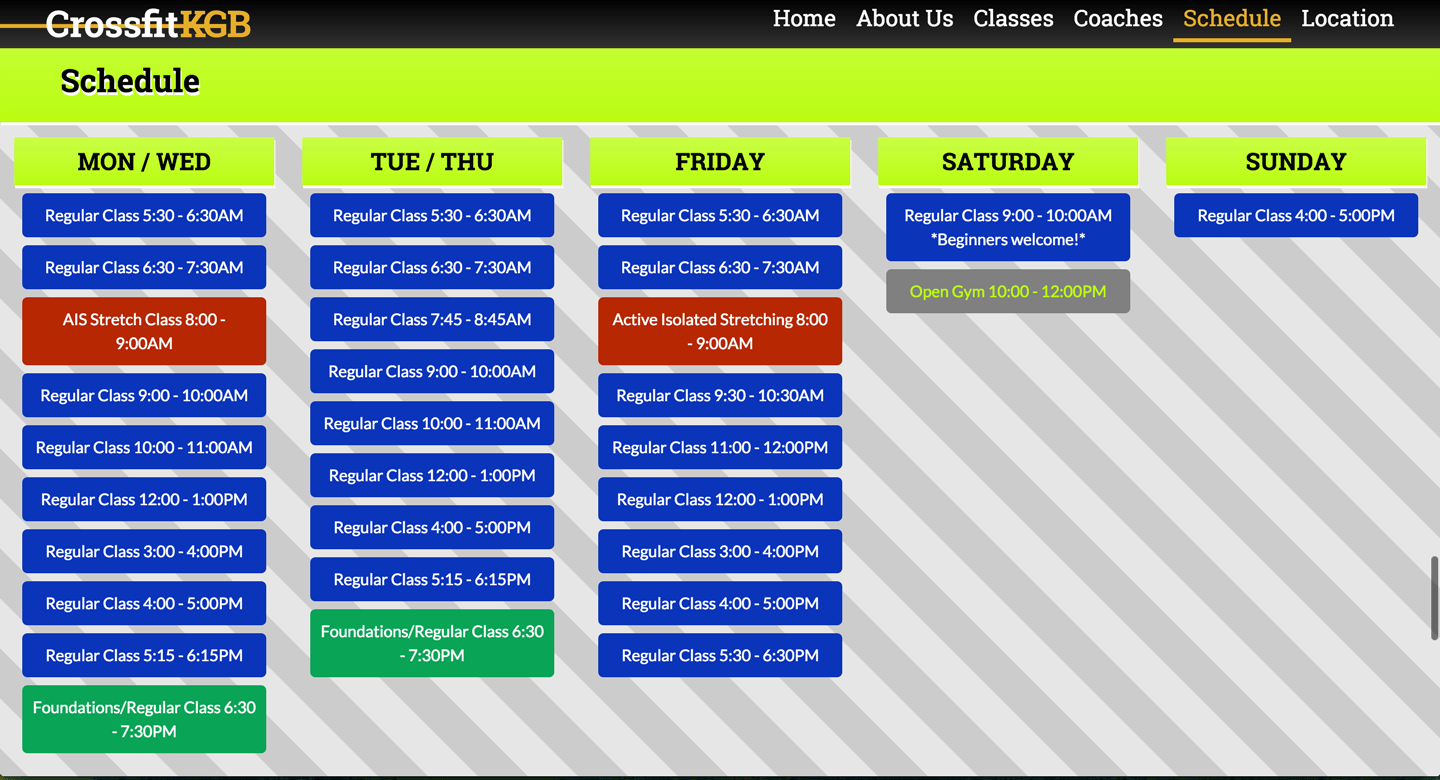 CrossfitKGB
Home About Us Classes Coaches Schedule Location
Schedule
MON / WED
Regular Class 5:30 - 6:30AM
Regular Class 6:30 - 7:30AM
AIS Stretch Class 8:00 -
9:00AM
Regular Class 9:00 - 10:00AM
Regular Class 10:00 - 11:00AM
Regular Class 12:00 - 1:00PM
Regular Class 3:00 - 4:00PM
Regular Class 4:00 - 5:00PM
Regular Class 5:15 - 6:15PM
Foundations/Regular Class 6:30
- 7:30PM
TUE / THU
Regular Class 5:30 - 6:30AM
Regular Class 6:30 - 7:30AM
Regular Class 7:45 - 8:45AM
Regular Class 9:00 - 10:00AM
Regular Class 10:00 - 11:00AM
Regular Class 12:00 - 1:00PM
Regular Class 4:00 - 5:00PM
Regular Class 5:15 - 6:15PM
Foundations/Regular Class 6:30
- 7:30PM
FRIDAY
Regular Class 5:30 - 6:30AM
Regular Class 6:30 - 7:30AM
Active Isolated Stretching 8:00
- 9:00AM
Regular Class 9:30 - 10:30AM
Regular Class 11:00 - 12:00PM
Regular Class 12:00 - 1:00PM
Regular Class 3:00 - 4:00PM
Regular Class 4:00 - 5:00PM
Regular Class 5:30 - 6:30PM
SATURDAY
Regular Class 9:00 - 10:00AM
*Beginners welcome!*
Open Gym 10:00 - 12:00PM
SUNDAY
Regular Class 4:00 - 5:00PM